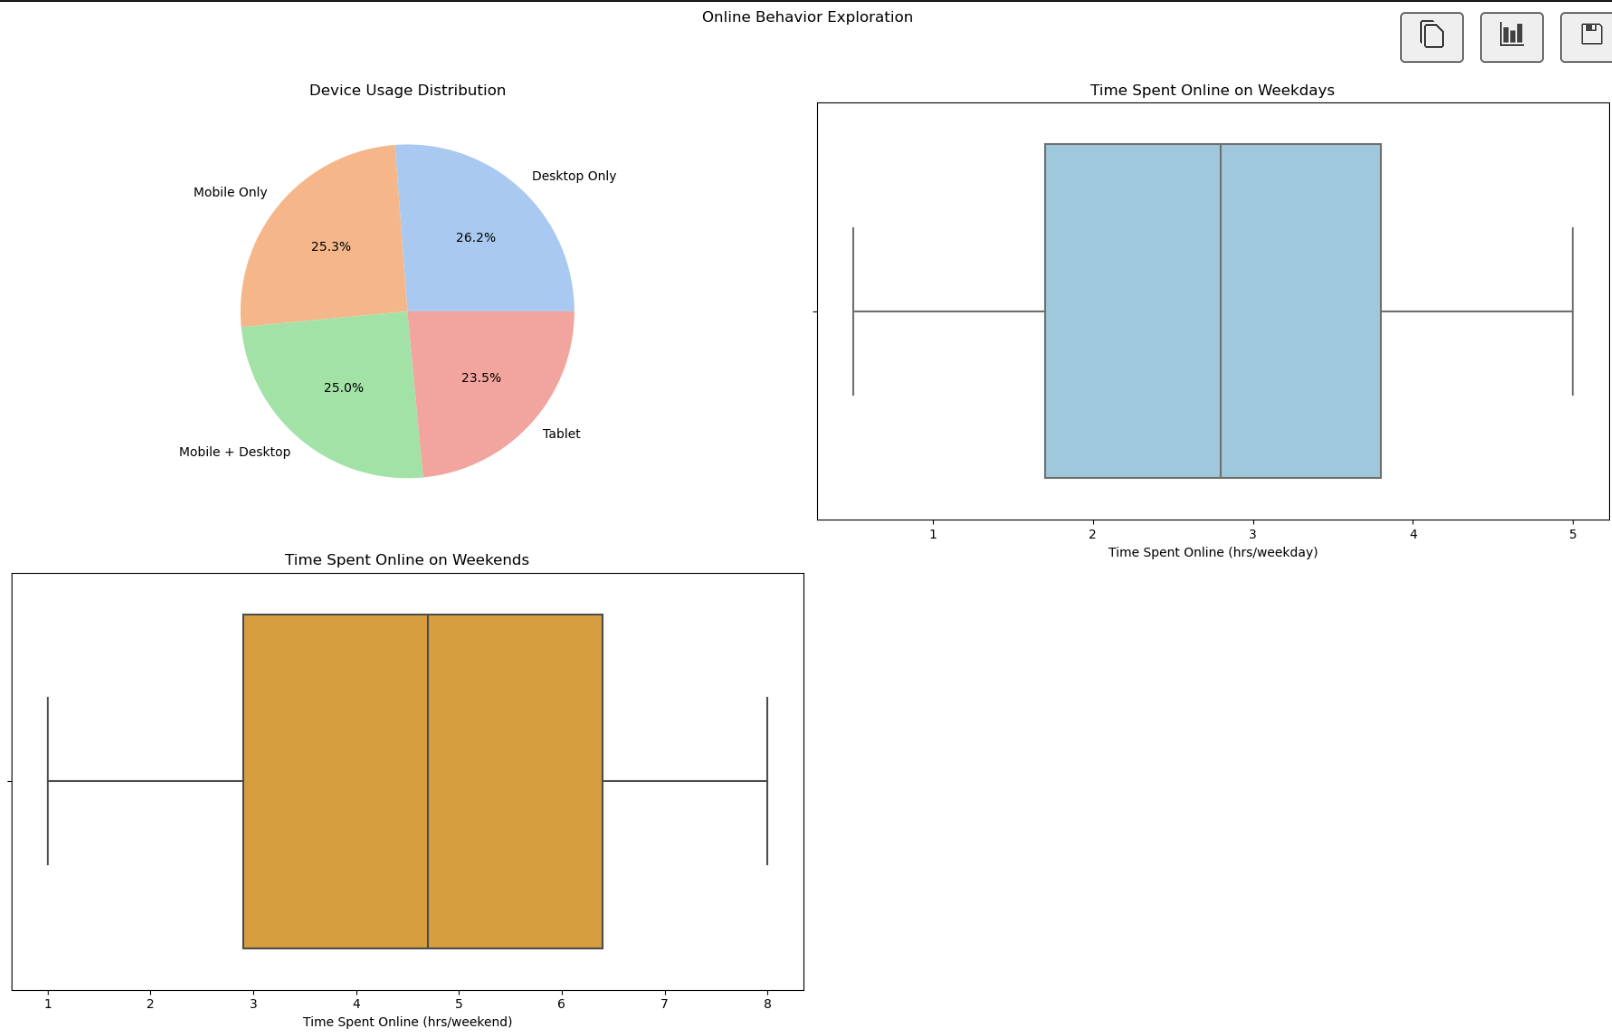 Online Behavior Exploration
Device Usage Distribution
Desktop Only
Mobile Only
26.2%
25.3%
25.0%
23.5%
Tablet
Mobile + Desktop
Time Spent Online on Weekdays
1 2 3 4 5
Time Spent Online (hrs/weekday)
Time Spent Online on Weekends
1 2 3 4 5 6 7 8
Time Spent Online (hrs/weekend)